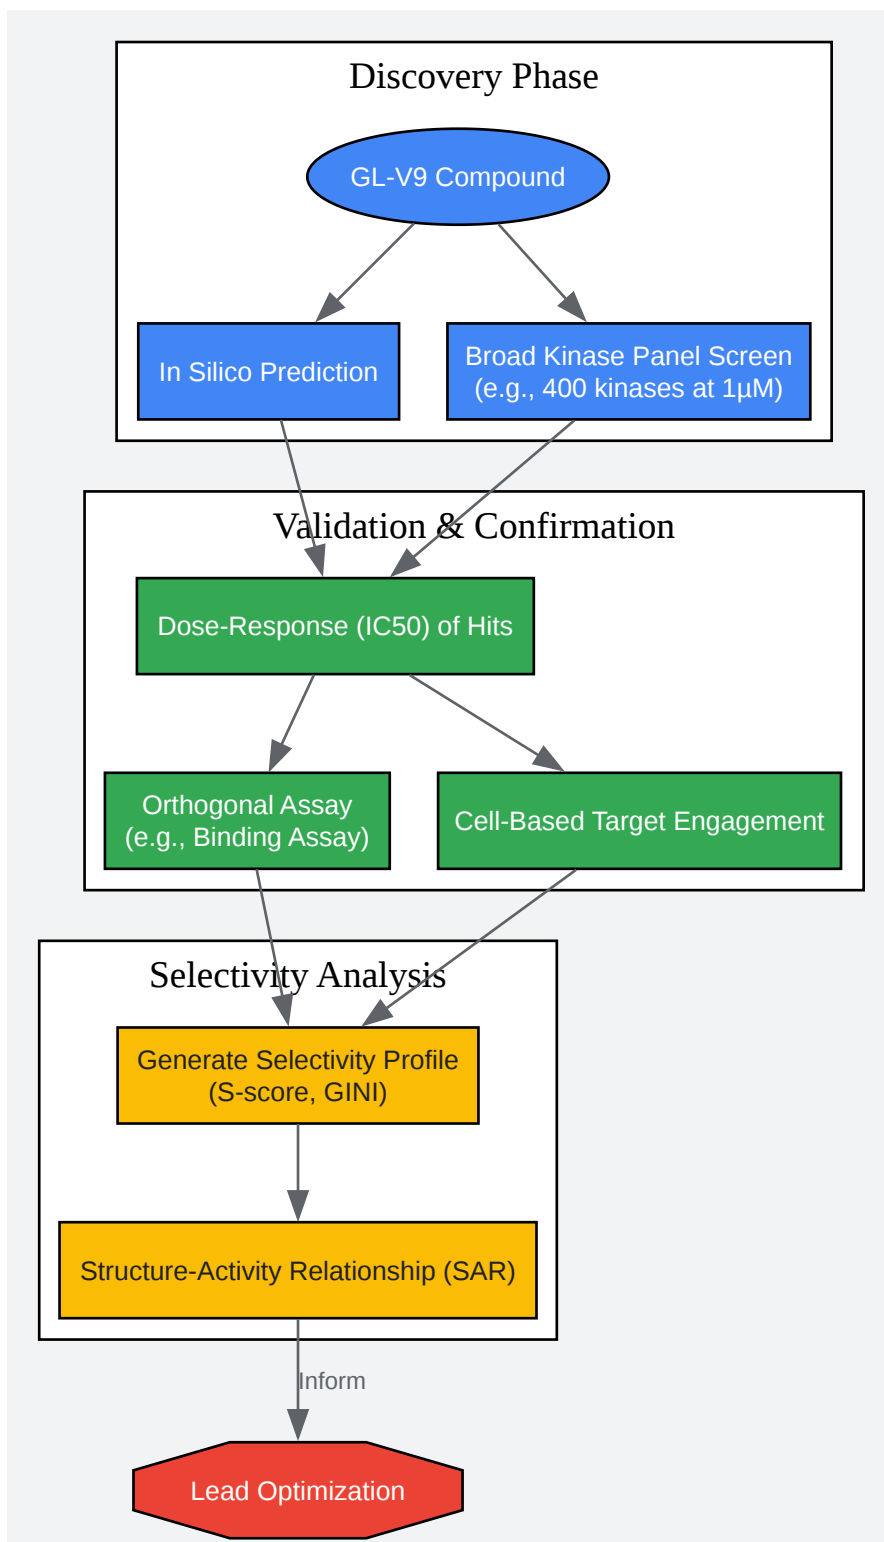 Discovery Phase
GL-V9 Compound
In Silico Prediction
Broad Kinase Panel Screen
(e.g., 400 kinases at 1µM)
Validation & Confirmation
Dose-Response (IC50) of Hits
Orthogonal Assay
(e.g., Binding Assay)
Cell-Based Target Engagement
Selectivity Analysis
Generate Selectivity Profile
(S-score, GINI)
Structure-Activity Relationship (SAR)
Inform
Lead Optimization